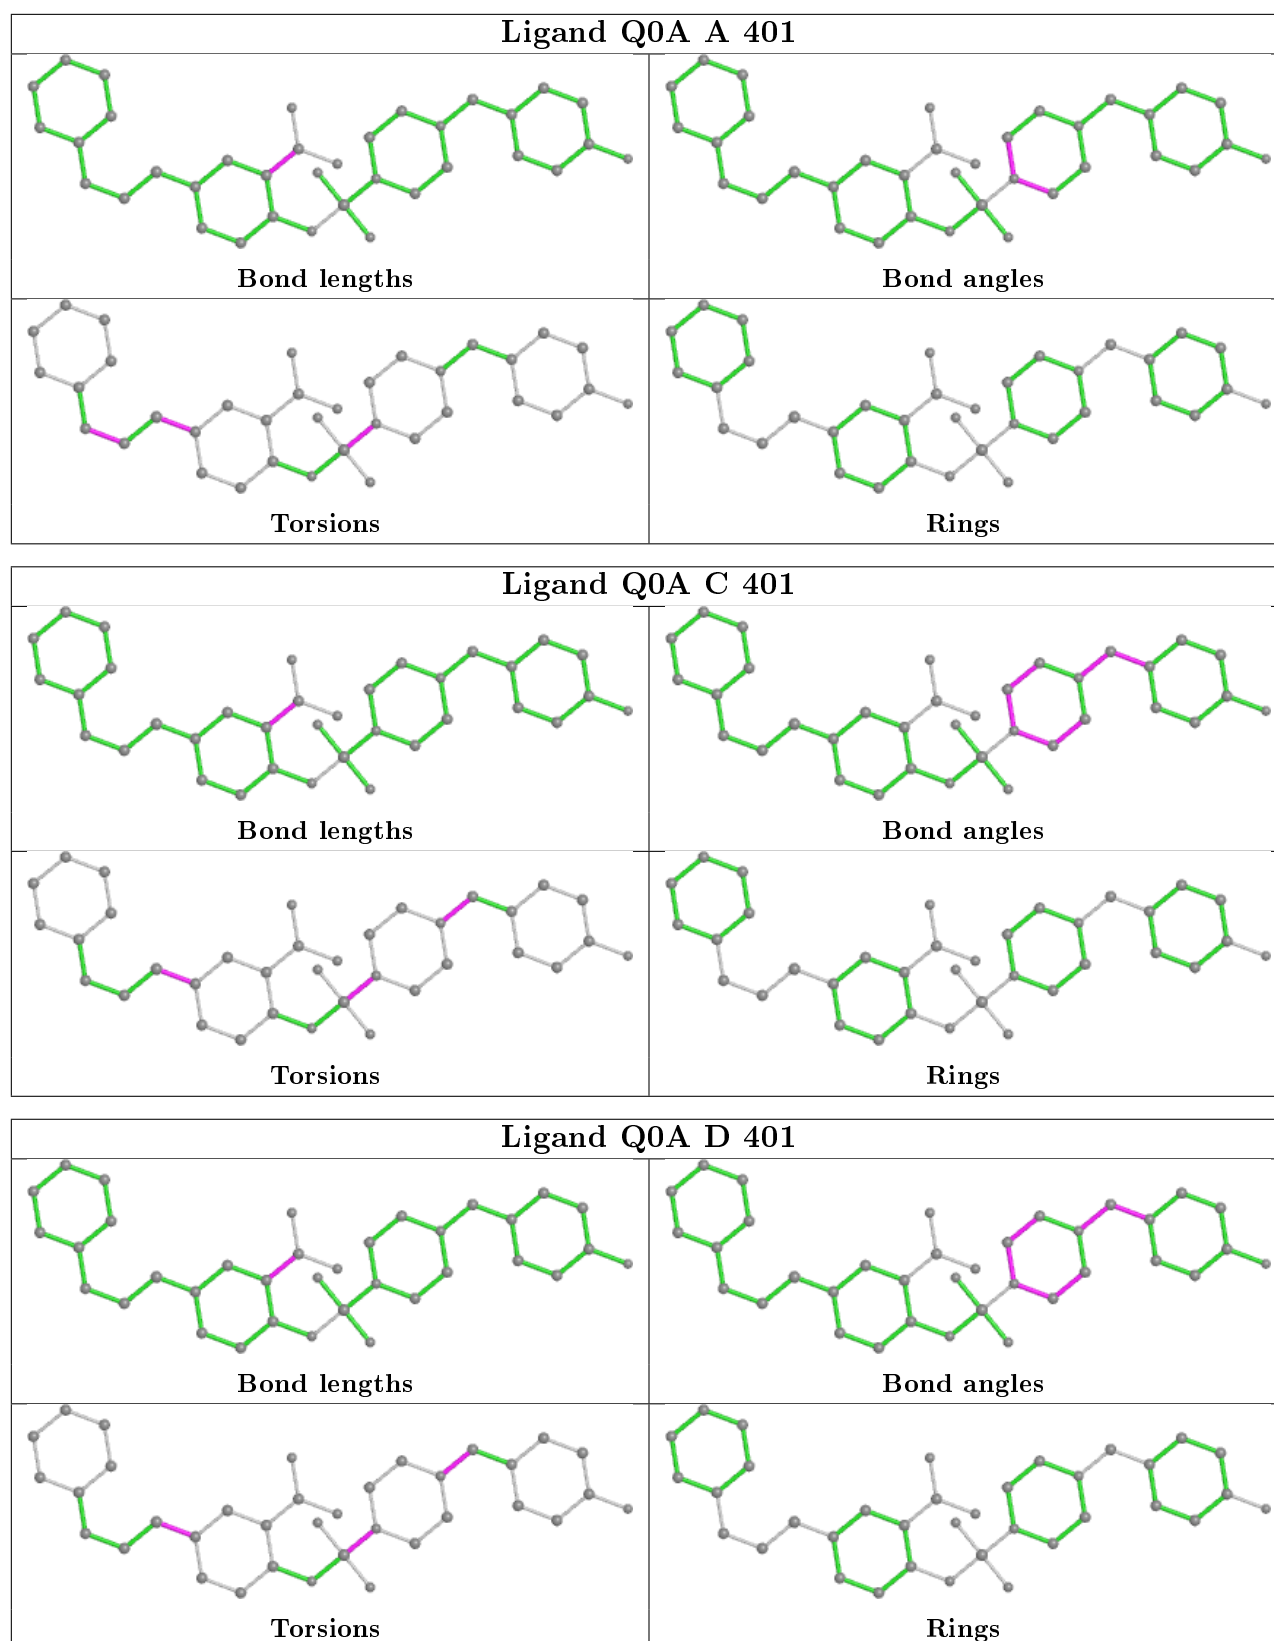 Ligand Q0A A 401
Bond lengths
Bond angles
Torsions
Rings
Ligand Q0A C 401
Bond lengths
Bond angles
Torsions
Rings
Ligand Q0A D 401
Bond lengths
Bond angles
Torsions
Rings